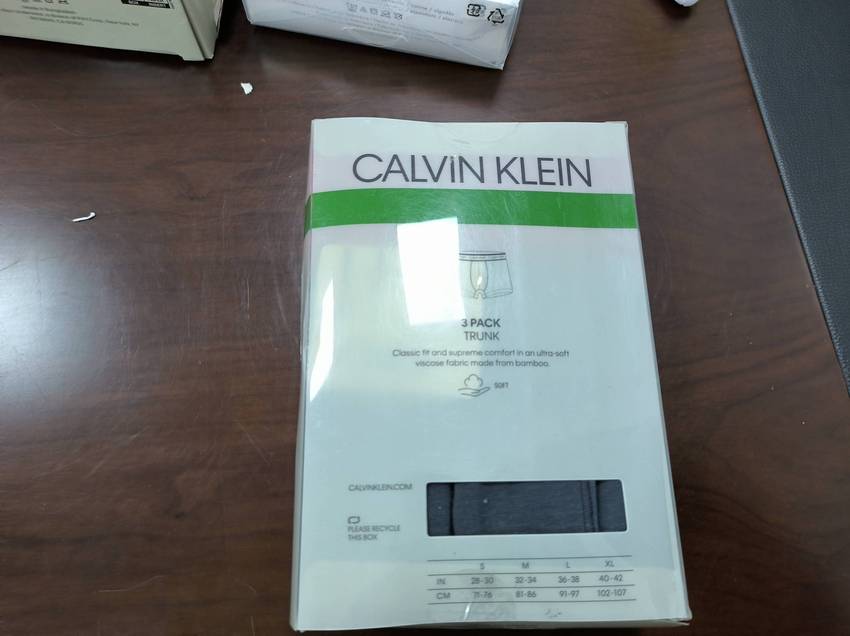 CALVIN KLEIN
3 PACK
TRUNK
Classic fit and supreme comfort in an ultra-soft
viscose fabric made from bamboo.
SOFT
CALVINKLEIN.COM
PLEASE RECYCLE
THIS BOX
S M L XL
IN 28-30 32-34 36-38 40-42
CM 71-76 81-86 91-97 102-107